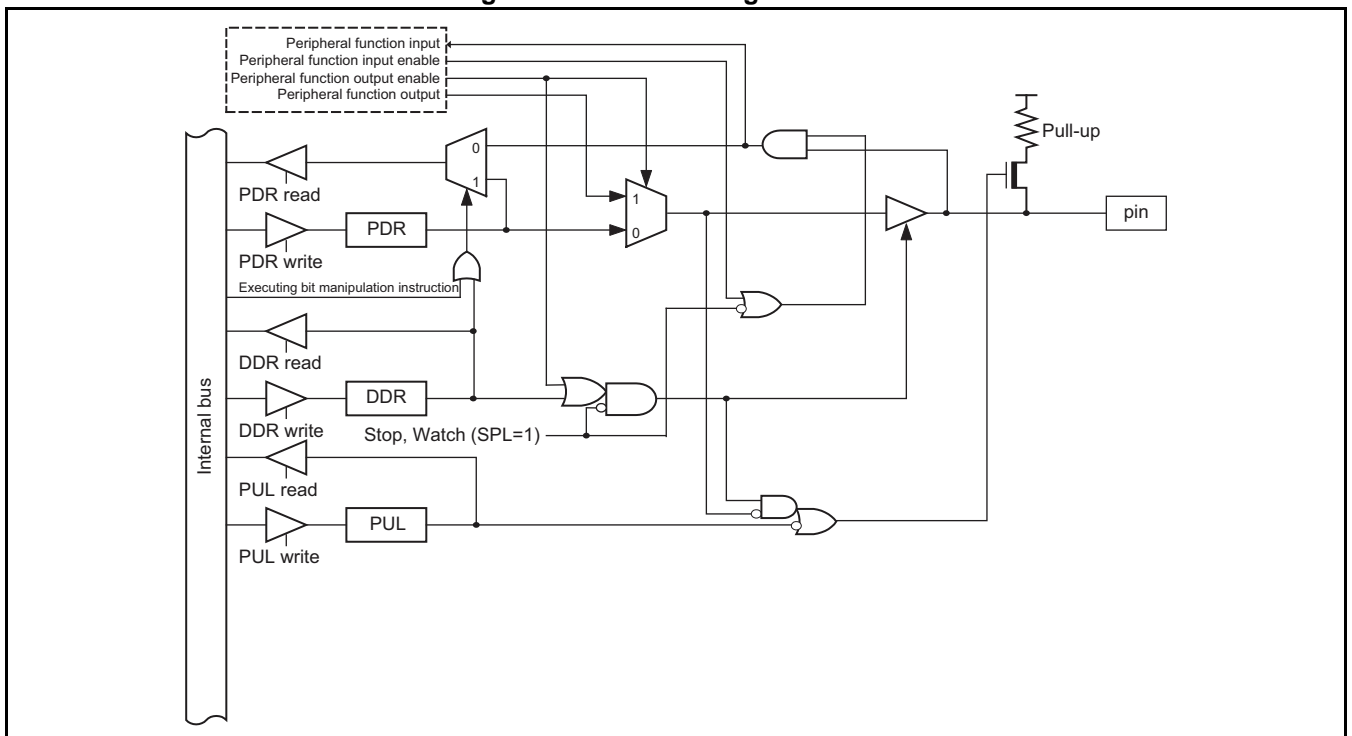 Peripheral function input
Peripheral function input enable
Peripheral function output enable
Peripheral function output
Pull-up
0
1
PDR read
1
pin
PDR
0
PDR write
Executing bit manipulation instruction
DDR read
Internal bus
DDR
DDR write
Stop, Watch (SPL=1)
PUL read
PUL
PUL write